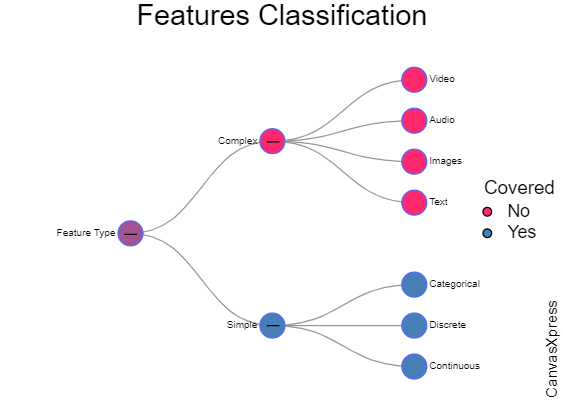 Features Classification
Video
Audio
Complex
Images
Text
Covered
No
Yes
Feature Type
Categorical
Simple
Discrete
Continuous
CanvasXpress